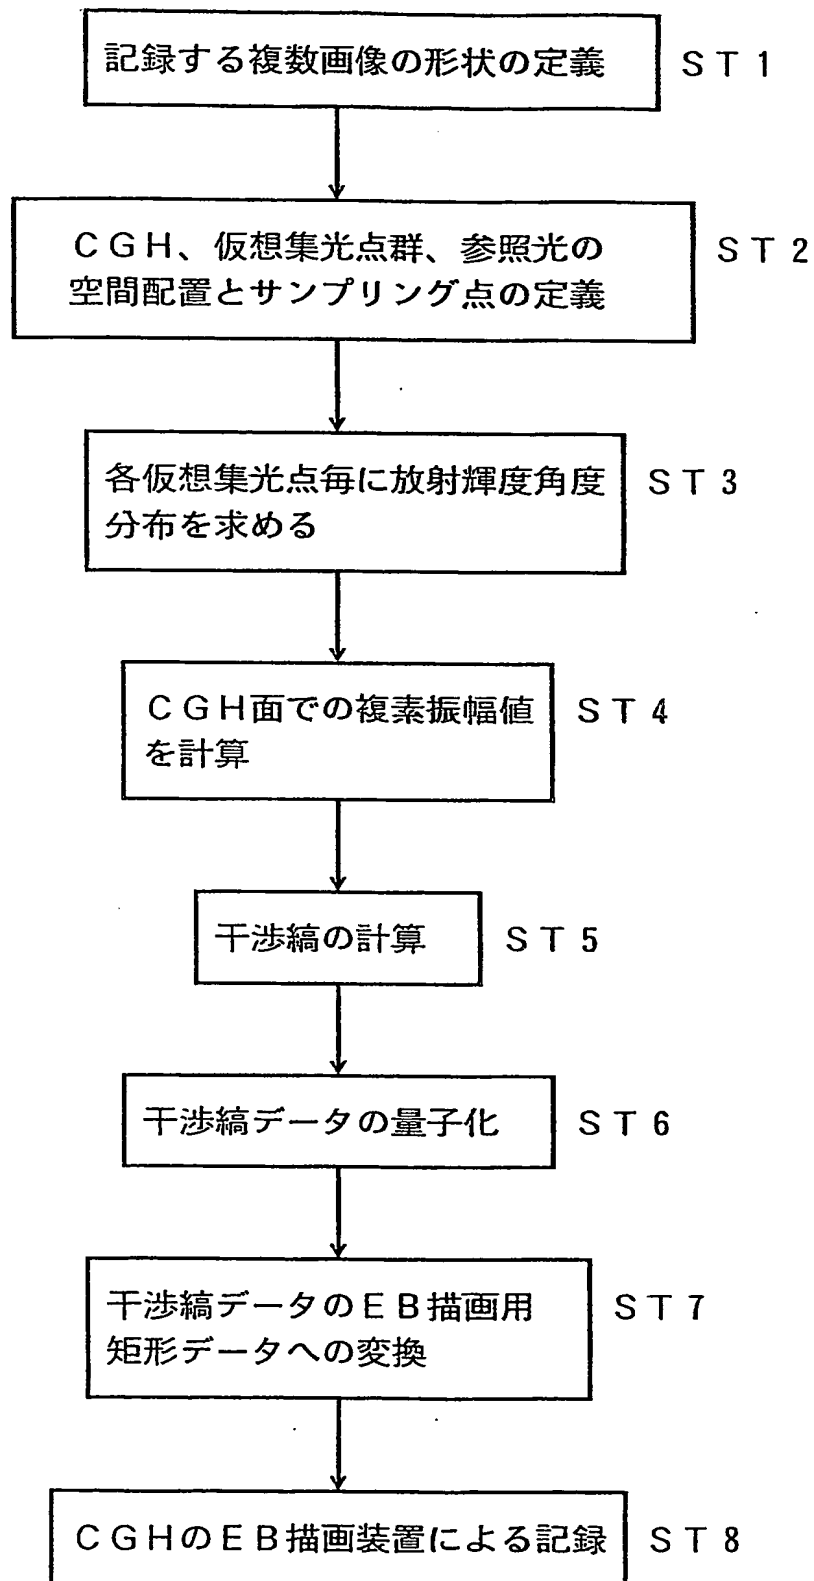 記録する複数画像の形状の定義 ST1
CGH、仮想集光点群、参照光の
空間配置とサンプリング点の定義 ST2
各仮想集光点毎に放射輝度角度
分布を求める ST3
CGH面での複素振幅値
を計算 ST4
干渉縞の計算 ST5
干渉縞データの量子化 ST6
干渉縞データのEB描画用
矩形データへの変換 ST7
CGHのEB描画装置による記録 ST8